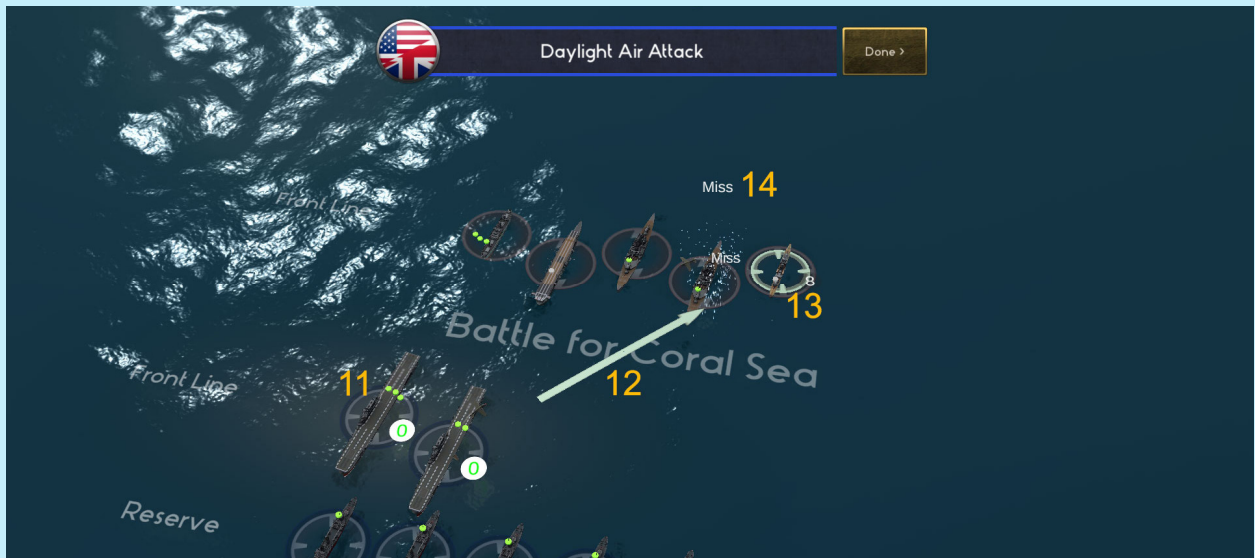 Daylight Air Attack
Done >
Miss 14
Front Line
Miss
8
13
Battle for Coral Sea
Front Line
11
12
0
0
Reserve